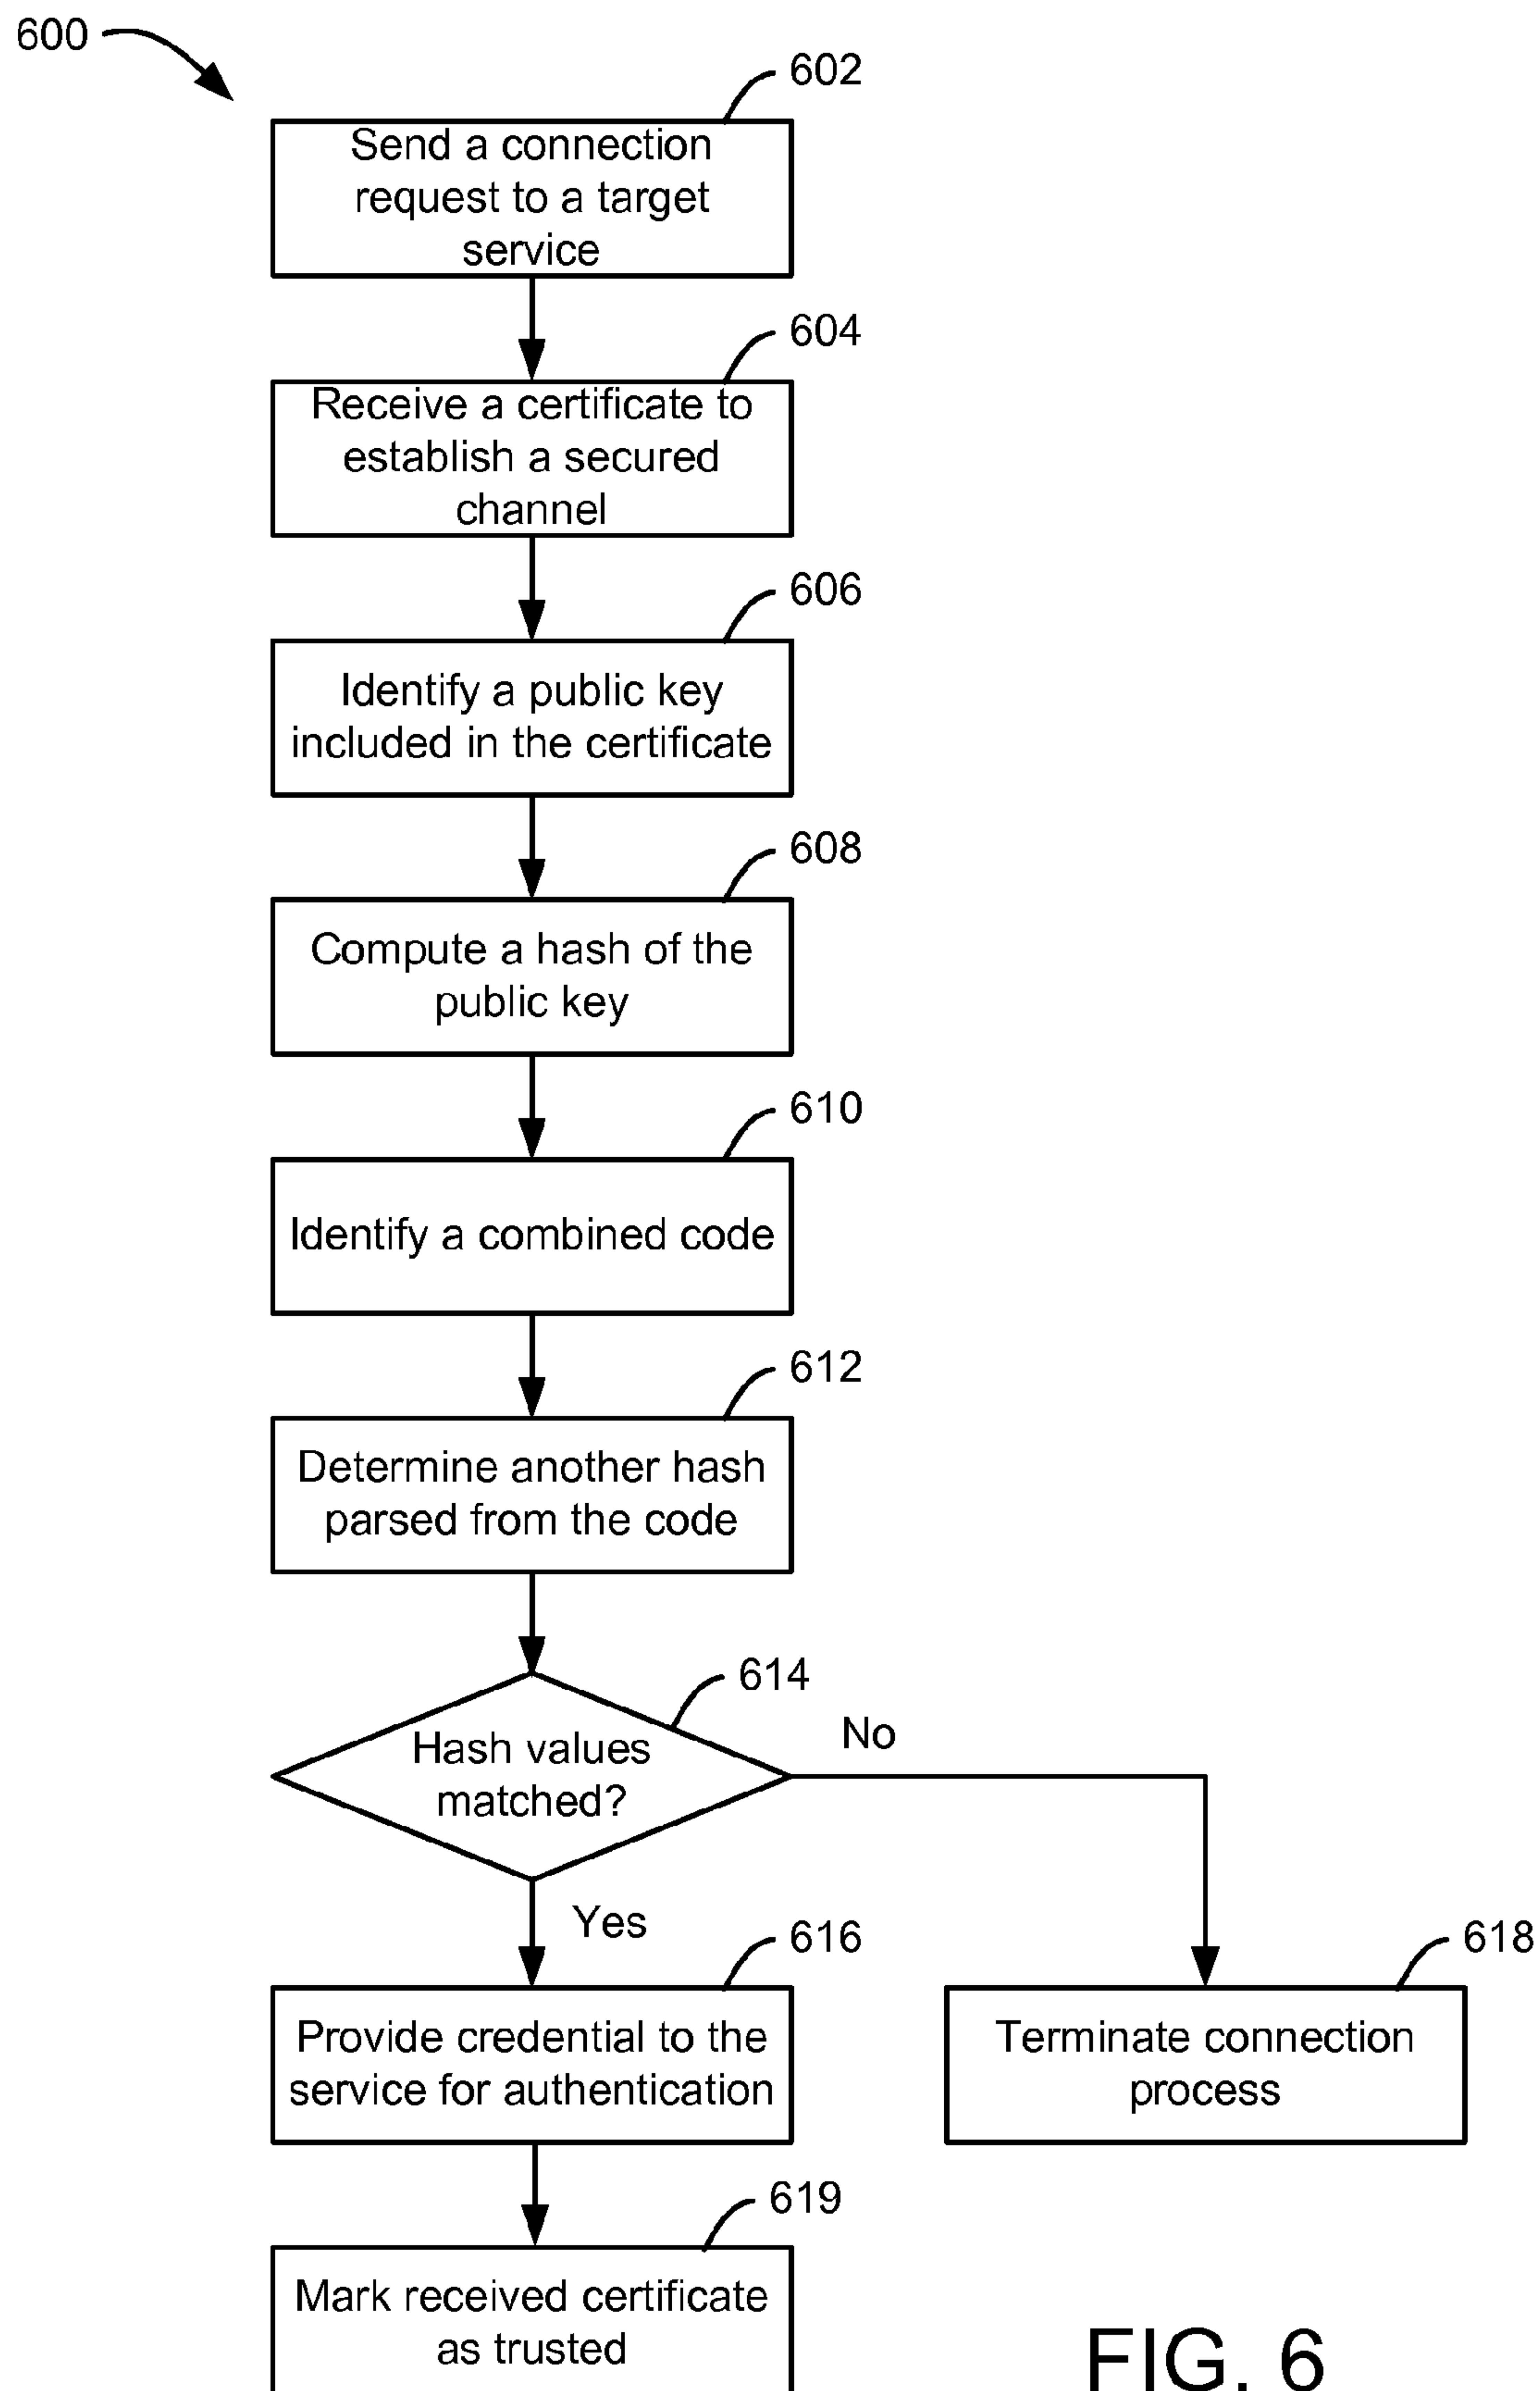 600
602
Send a connection
request to a target
service
604
Receive a certificate to
establish a secured
channel
606
Identify a public key
included in the certificate
608
Compute a hash of the
public key
610
Identify a combined code
612
Determine another hash
parsed from the code
614
Hash values
matched?
No
Yes
616
Provide credential to the
service for authentication
618
Terminate connection
process
619
Mark received certificate
as trusted
FIG. 6